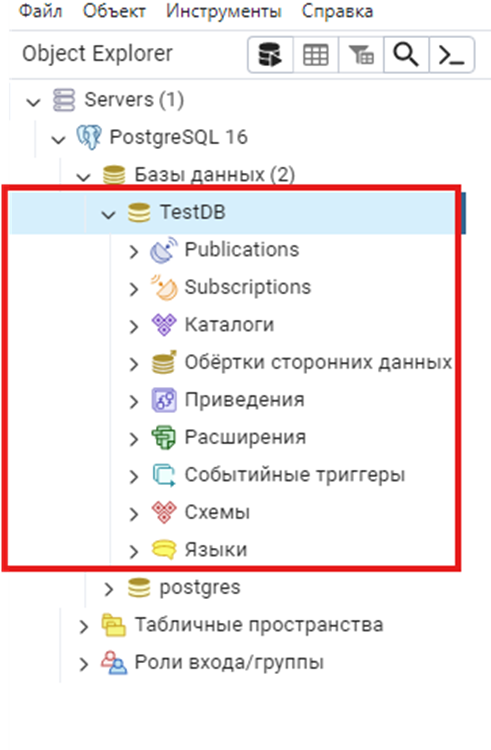 Файл Объект Инструменты Справка
Object Explorer
Servers (1)
PostgreSQL 16
Базы данных (2)
TestDB
Publications
Subscriptions
Каталоги
Обёртки сторонних данных
Приведения
Расширения
Событийные триггеры
Схемы
Языки
postgres
Табличные пространства
Роли входа/группы